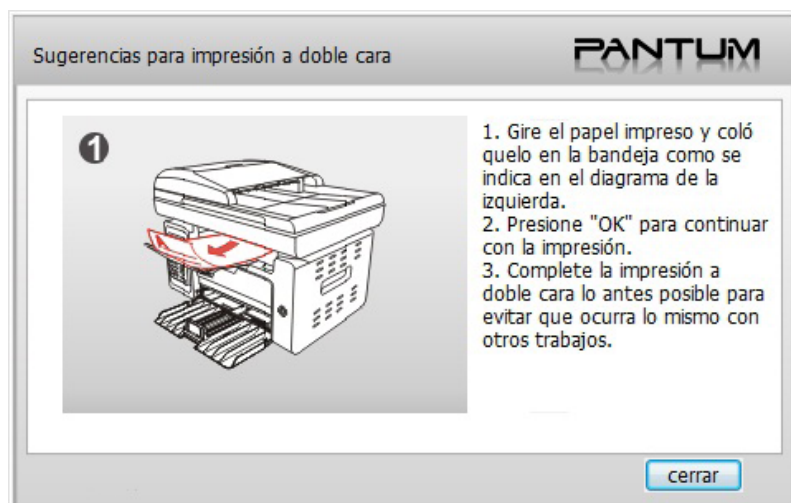 Sugerencias para impresión a doble cara
PANTUM
1
1. Gire el papel impreso y coló
quelo en la bandeja como se
indica en el diagrama de la
izquierda.
2. Presione "OK" para continuar
con la impresión.
3. Complete la impresión a
doble cara lo antes posible para
evitar que ocurra lo mismo con
otros trabajos.
cerrar